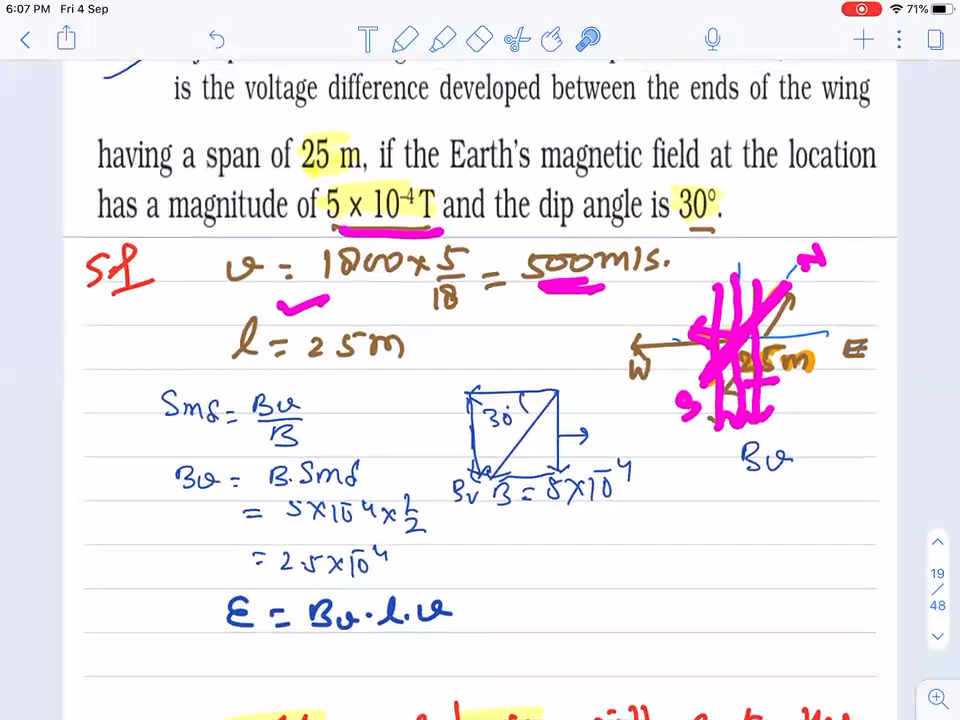 6:07 PM Fri 4 Sep
71%
is the voltage difference developed between the ends of the wing
having a span of 25 m, if the Earth's magnetic field at the location
has a magnitude of 5 × 10⁻⁴ T and the dip angle is 30°.
Sol
v = 1800 × 5/18 = 500 m/s.
l = 25m
N
W
25m
E
S
Sinδ = Bv/B
30°
Bv = B. Sinδ
Bv B = 5×10⁻⁴
Bv
= 5×10⁻⁴ × 1/2
= 2.5×10⁻⁴
ε = Bv . l . v
19
/
48